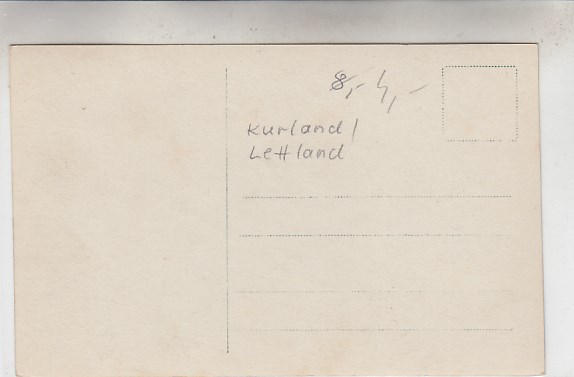 8,- 4,-
Kurland /
Lettland